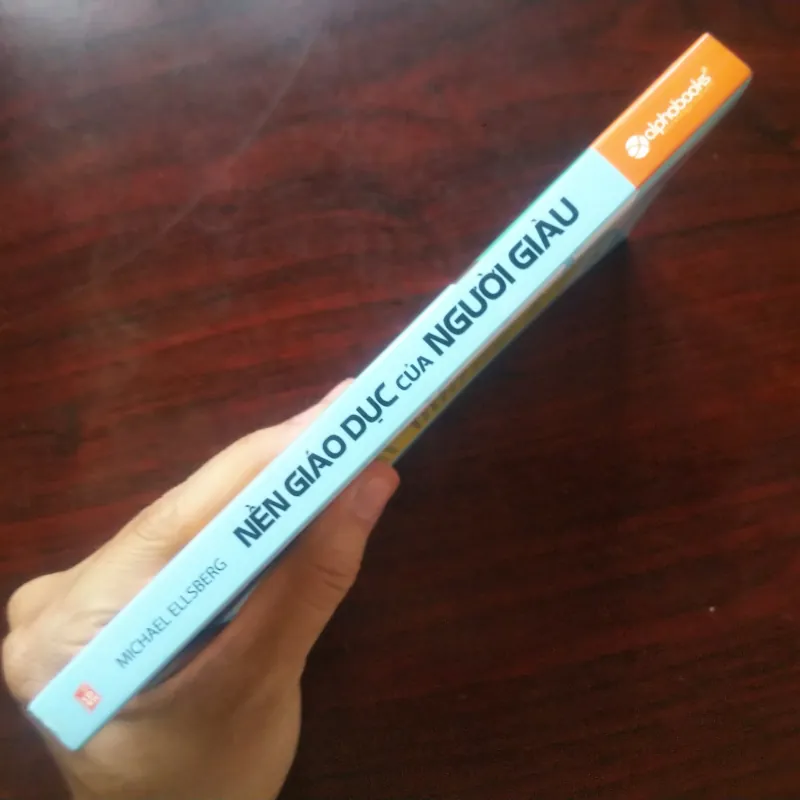 MICHAEL ELLSBERG
NỀN GIÁO DỤC CỦA NGƯỜI GIÀU
alphabooks®